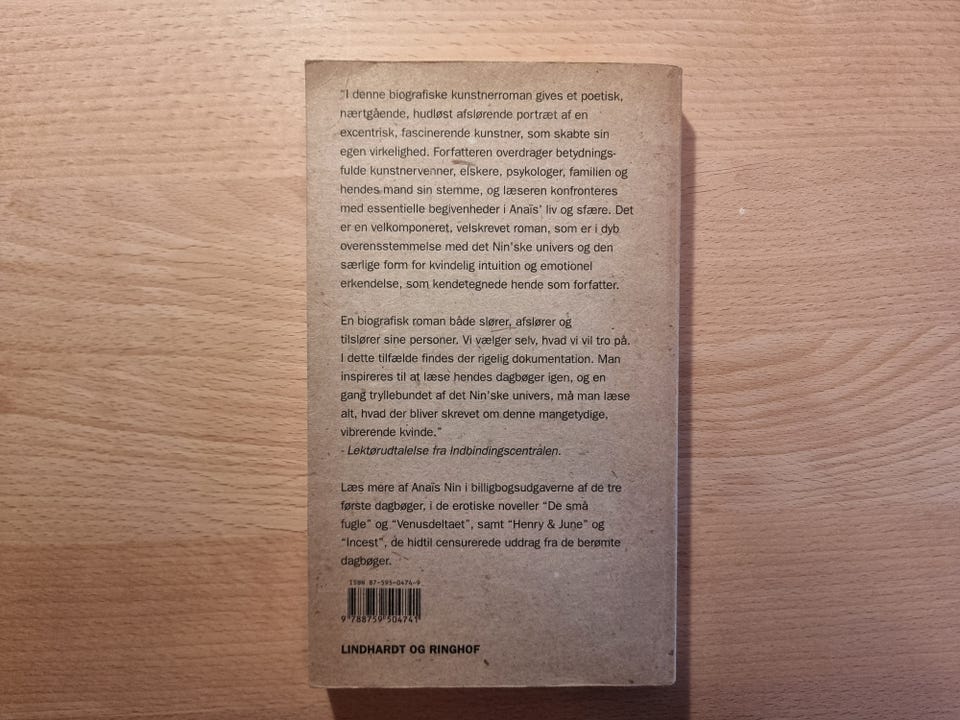 "I denne biografiske kunstnerroman gives et poetisk,
nærtgående, hudløst afslørende portræt af en
excentrisk, fascinerende kunstner, som skabte sin
egen virkelighed. Forfatteren overdrager betydnings-
fulde kunstnervenner, elskere, psykologer, familien og
hendes mand sin stemme, og læseren konfronteres
med essentielle begivenheder i Anaïs' liv og sfære. Det
er en velkomponeret, velskrevet roman, som er i dyb
overensstemmelse med det Nin'ske univers og den
særlige form for kvindelig intuition og emotionel
erkendelse, som kendetegnede hende som forfatter.
En biografisk roman både slører, afslører og
tilslører sine personer. Vi vælger selv, hvad vi vil tro på.
I dette tilfælde findes der rigelig dokumentation. Man
inspireres til at læse hendes dagbøger igen, og en
gang tryllebundet af det Nin'ske univers, må man læse
alt, hvad der bliver skrevet om denne mangetydige,
vibrerende kvinde."
- Lektørudtalelse fra Indbindingscentralen.
Læs mere af Anaïs Nin i billigbogsudgaverne af de tre
første dagbøger, i de erotiske noveller "De små
fugle" og "Venusdeltaet", samt "Henry & June" og
"Incest", de hidtil censurerede uddrag fra de berømte
dagbøger.
ISBN 87-595-0474-9
9 788759 504741
LINDHARDT OG RINGHOF